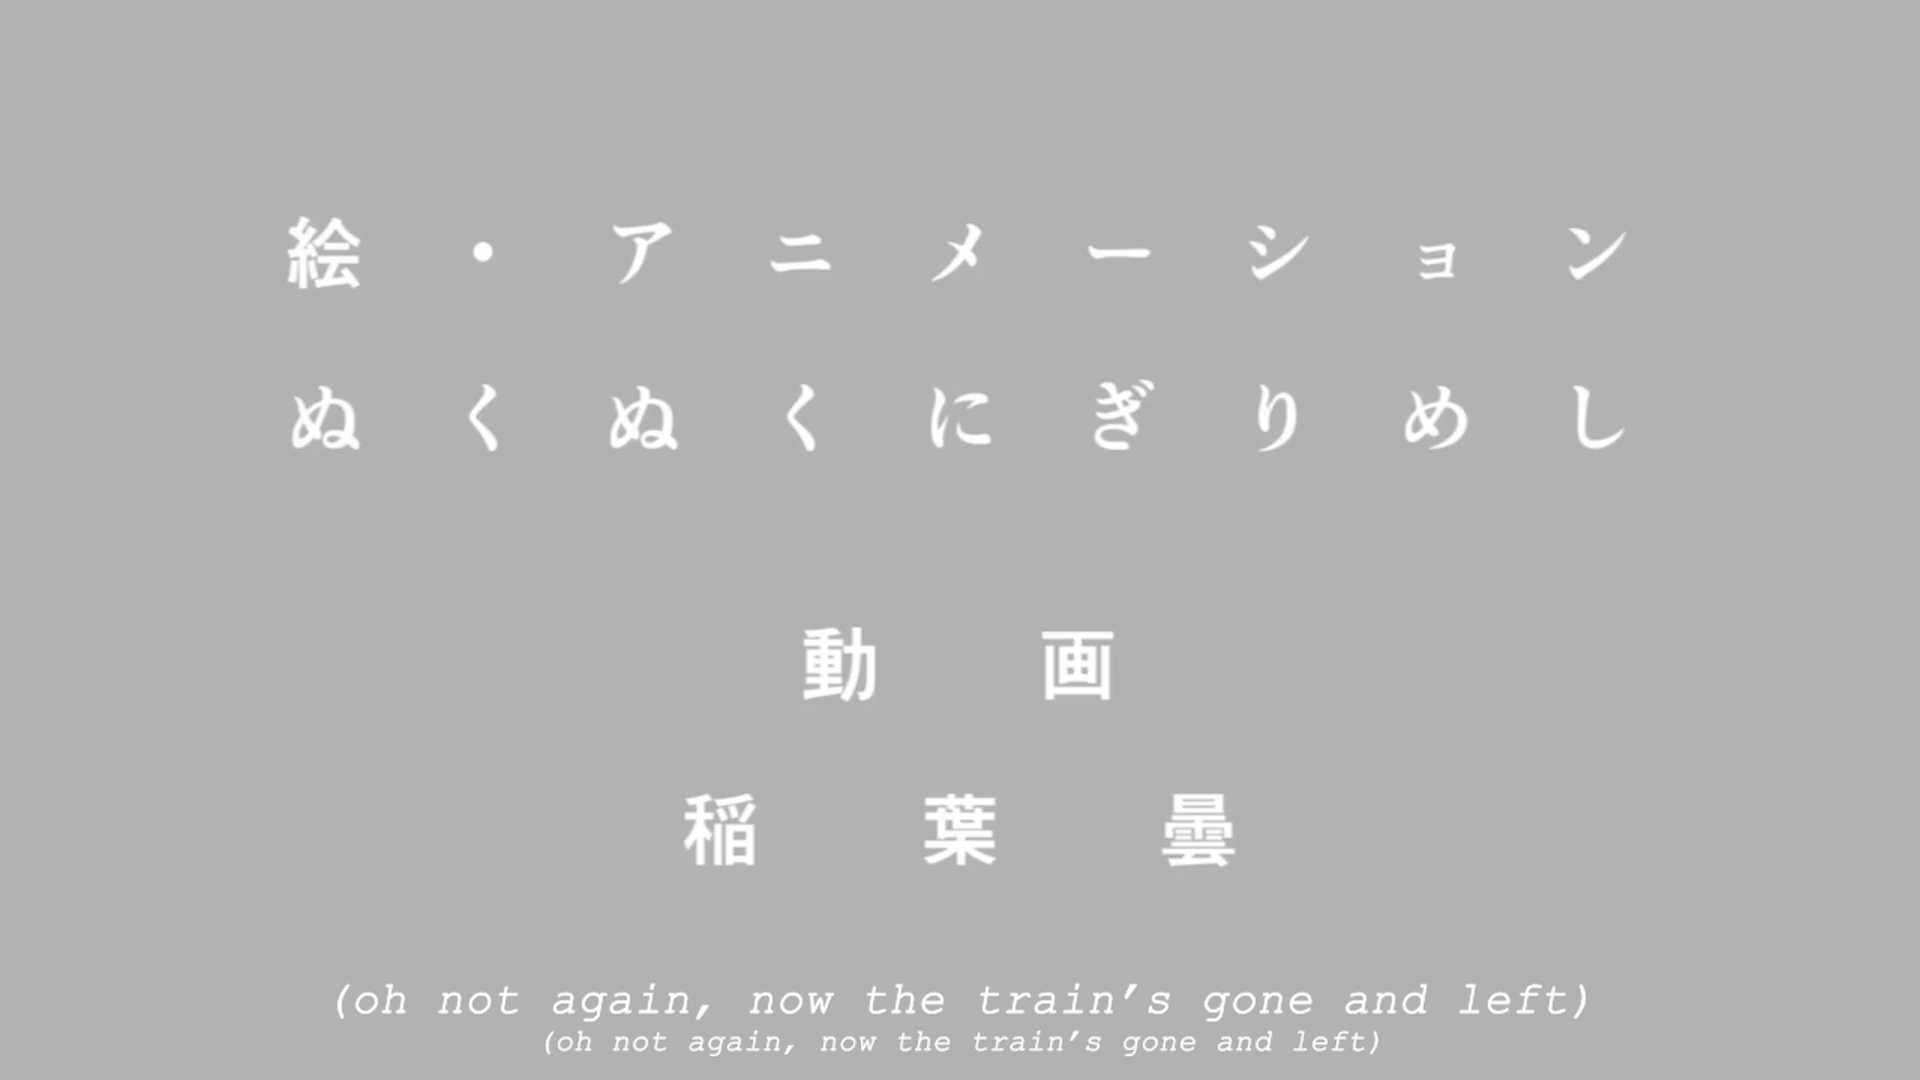 絵・アニメーション
ぬくぬくにぎりめし
動画
稲葉曇
(oh not again, now the train's gone and left)
(oh not again, now the train's gone and left)